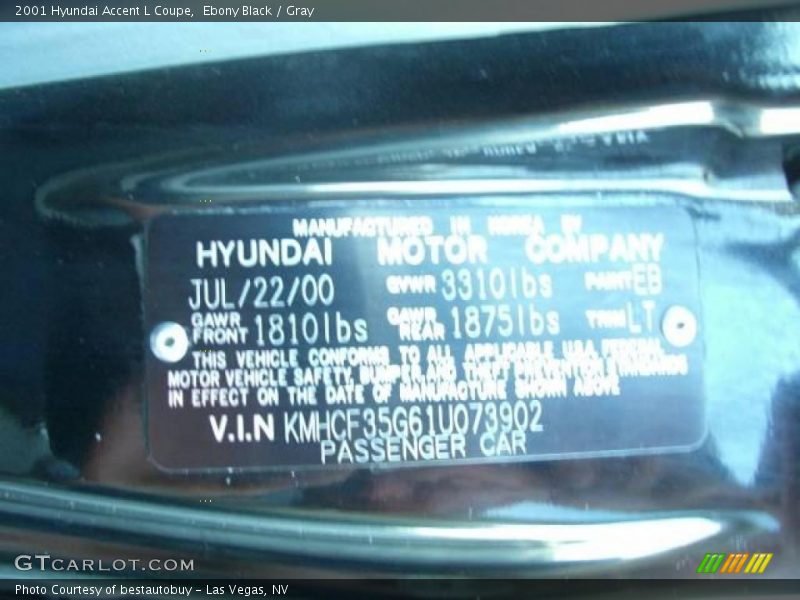 2001 Hyundai Accent L Coupe, Ebony Black / Gray
MANUFACTURED IN KOREA BY
HYUNDAI MOTOR COMPANY
JUL/22/00 GVWR 3310lbs PAINT EB
GAWR FRONT 1810lbs GAWR REAR 1875lbs TRIM LT
THIS VEHICLE CONFORMS TO ALL APPLICABLE U.S.A. FEDERAL
MOTOR VEHICLE SAFETY, BUMPER, AND THEFT PREVENTION STANDARDS
IN EFFECT ON THE DATE OF MANUFACTURE SHOWN ABOVE
V.I.N KMHCF35G61U073902
PASSENGER CAR
GTCARLOT.COM
Photo Courtesy of bestautobuy – Las Vegas, NV